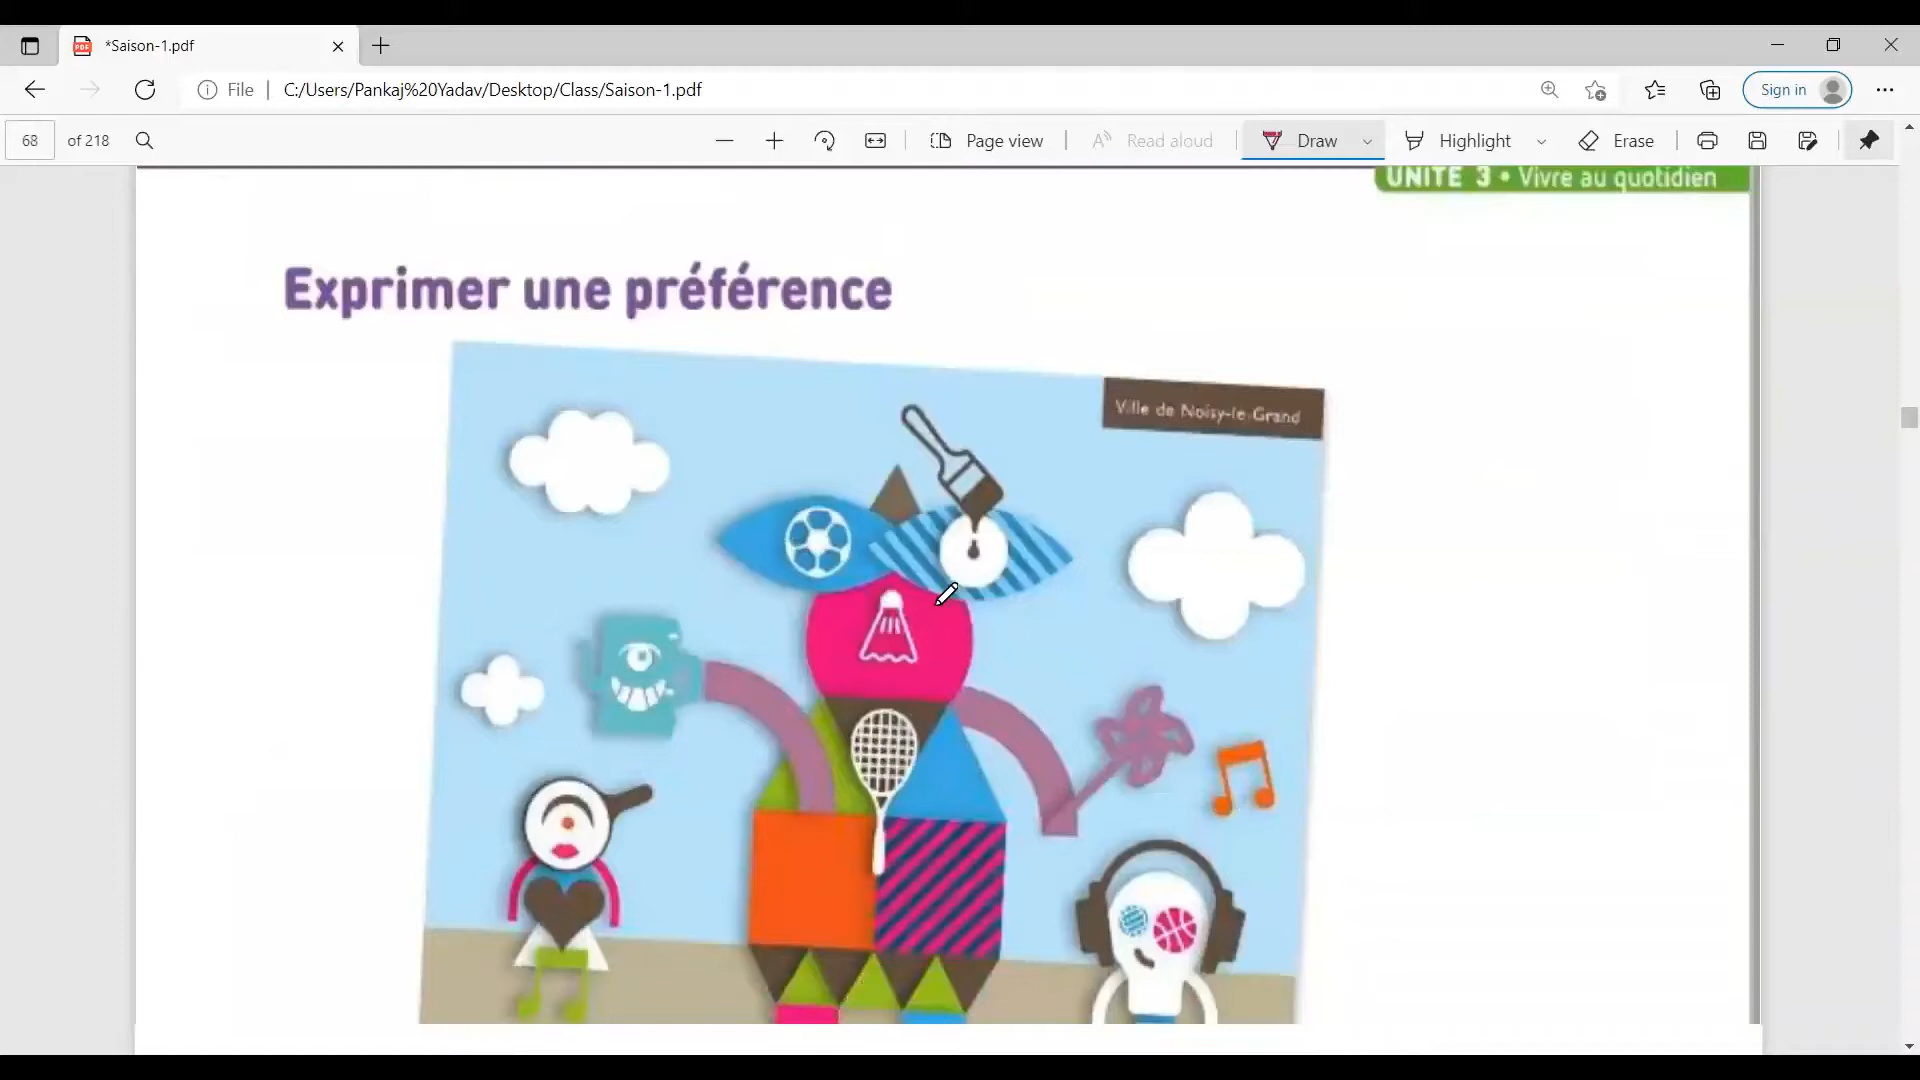 *Saison-1.pdf
File
C:/Users/Pankaj%20Yadav/Desktop/Class/Saison-1.pdf
Sign in
68 of 218
Page view
Read aloud
Draw
Highlight
Erase
UNITÉ 3 • Vivre au quotidien
Exprimer une préférence
Ville de Noisy-le-Grand